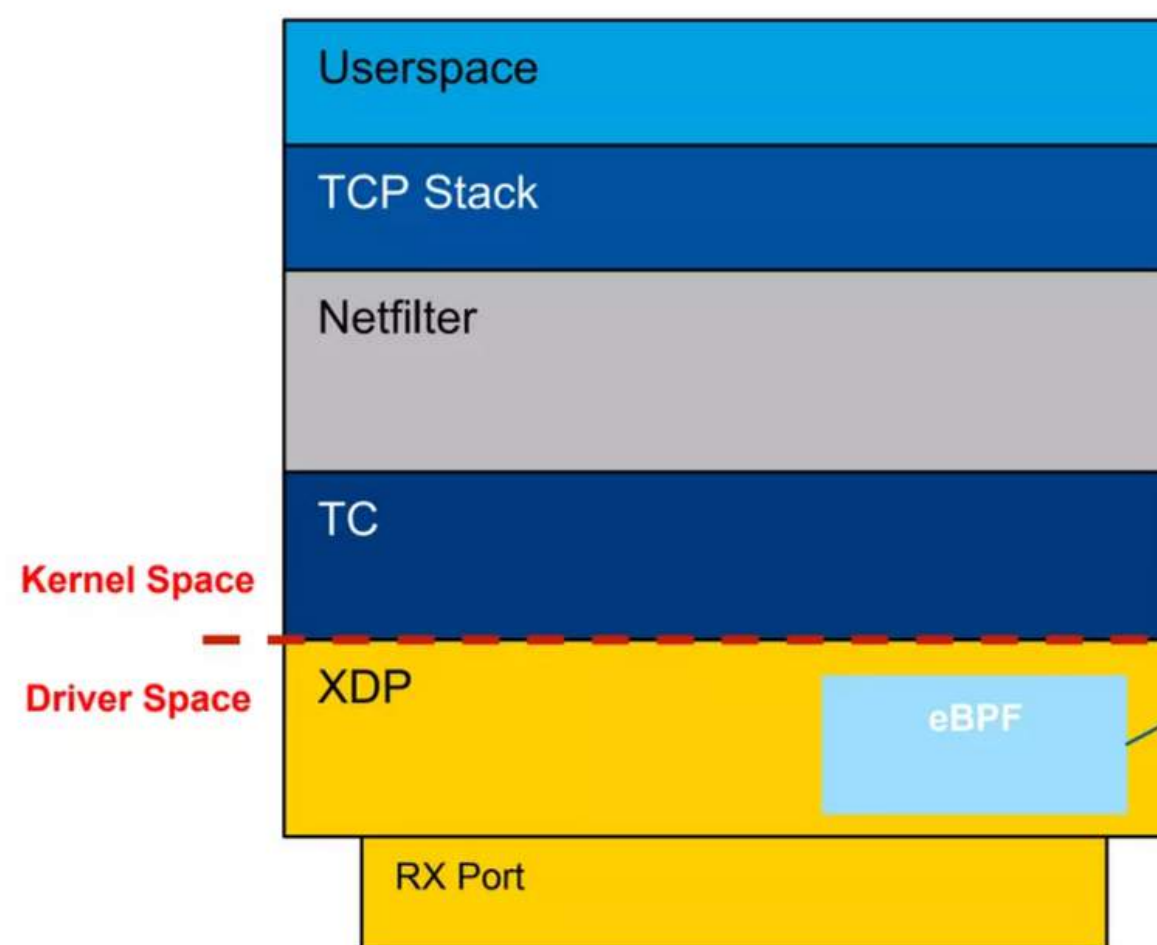 Userspace
TCP Stack
Netfilter
TC
Kernel Space
Driver Space
XDP
eBPF
RX Port